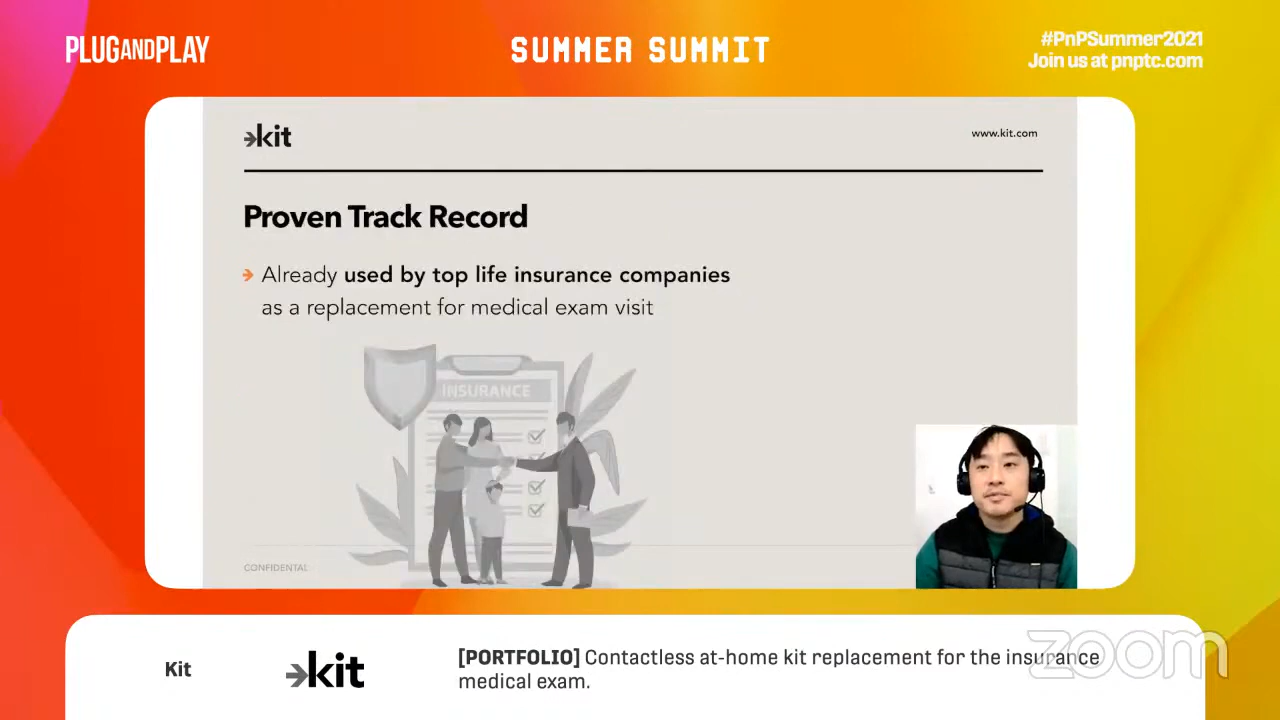 PLUGANDPLAY
SUMMER SUMMIT
#PnPSummer2021
Join us at pnptc.com
kit
www.kit.com
Proven Track Record
Already used by top life insurance companies
as a replacement for medical exam visit
INSURANCE
CONFIDENTAL
Kit
kit
[PORTFOLIO] Contactless at-home kit replacement for the insurance
medical exam.
zoom